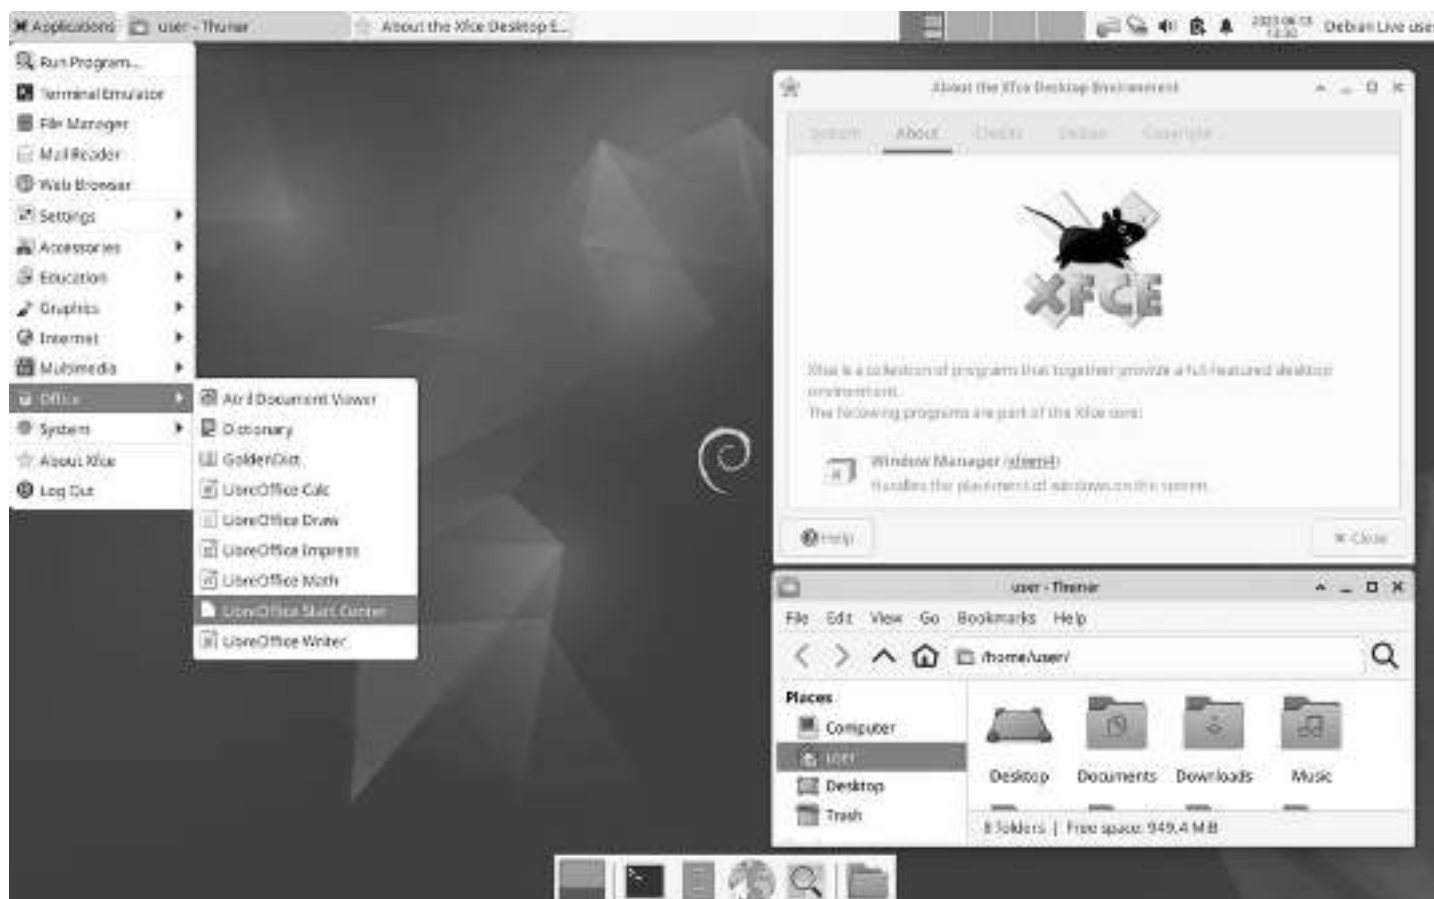 Applications
user - Thunar
About the Xfce Desktop E...
Debian Live user
Run Program...
Terminal Emulator
File Manager
Mail Reader
Web Browser
Settings
Accessories
Education
Graphics
Internet
Multimedia
Office
System
About Xfce
Log Out
Atril Document Viewer
Dictionary
GoldenDict
LibreOffice Calc
LibreOffice Draw
LibreOffice Impress
LibreOffice Math
LibreOffice Start Center
LibreOffice Writer
About the Xfce Desktop Environment
System About Credits Debian Copyright
XFCE
Xfce is a collection of programs that together provide a full-featured desktop
environment.
The following programs are part of the Xfce core:
Window Manager (xfwm4)
Handles the placement of windows on the screen.
Help
Close
user - Thunar
File Edit View Go Bookmarks Help
/home/user/
Places
Computer
user
Desktop
Trash
Desktop Documents Downloads Music
8 folders | Free space: 949.4 MiB